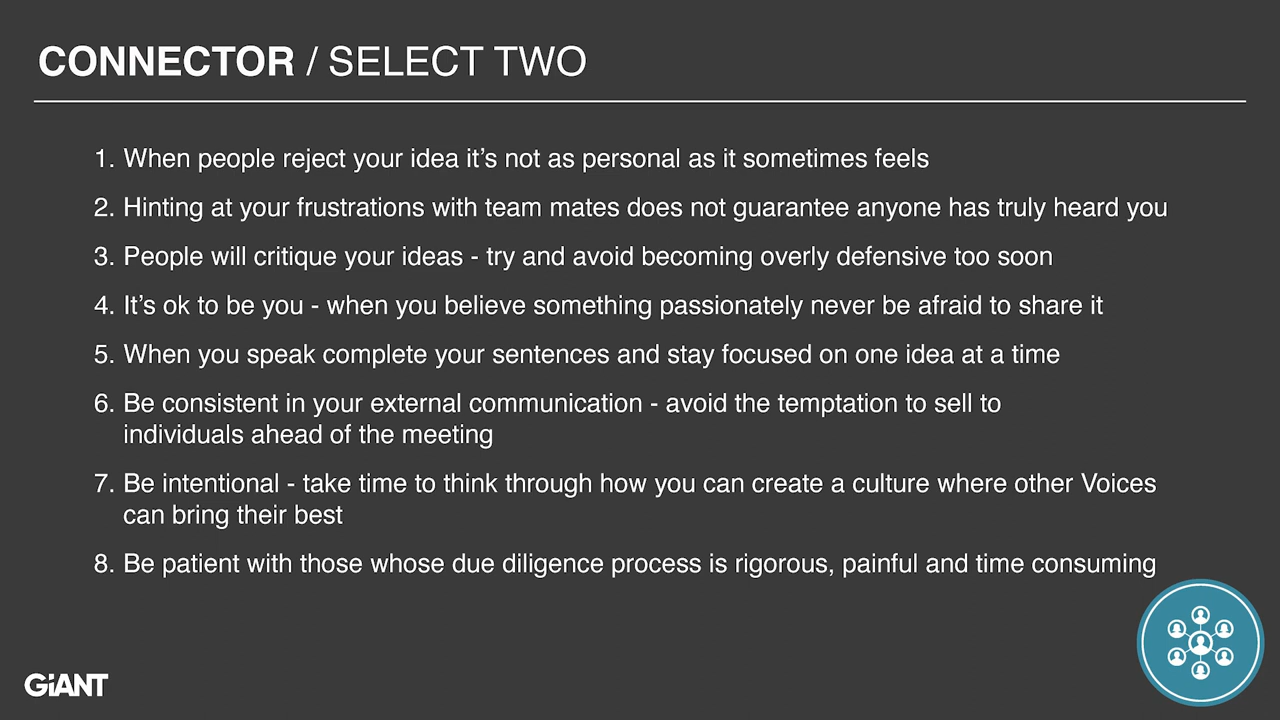 CONNECTOR / SELECT TWO
1. When people reject your idea it's not as personal as it sometimes feels
2. Hinting at your frustrations with team mates does not guarantee anyone has truly heard you
3. People will critique your ideas - try and avoid becoming overly defensive too soon
4. It's ok to be you - when you believe something passionately never be afraid to share it
5. When you speak complete your sentences and stay focused on one idea at a time
6. Be consistent in your external communication - avoid the temptation to sell to
individuals ahead of the meeting
7. Be intentional - take time to think through how you can create a culture where other Voices
can bring their best
8. Be patient with those whose due diligence process is rigorous, painful and time consuming
GiANT